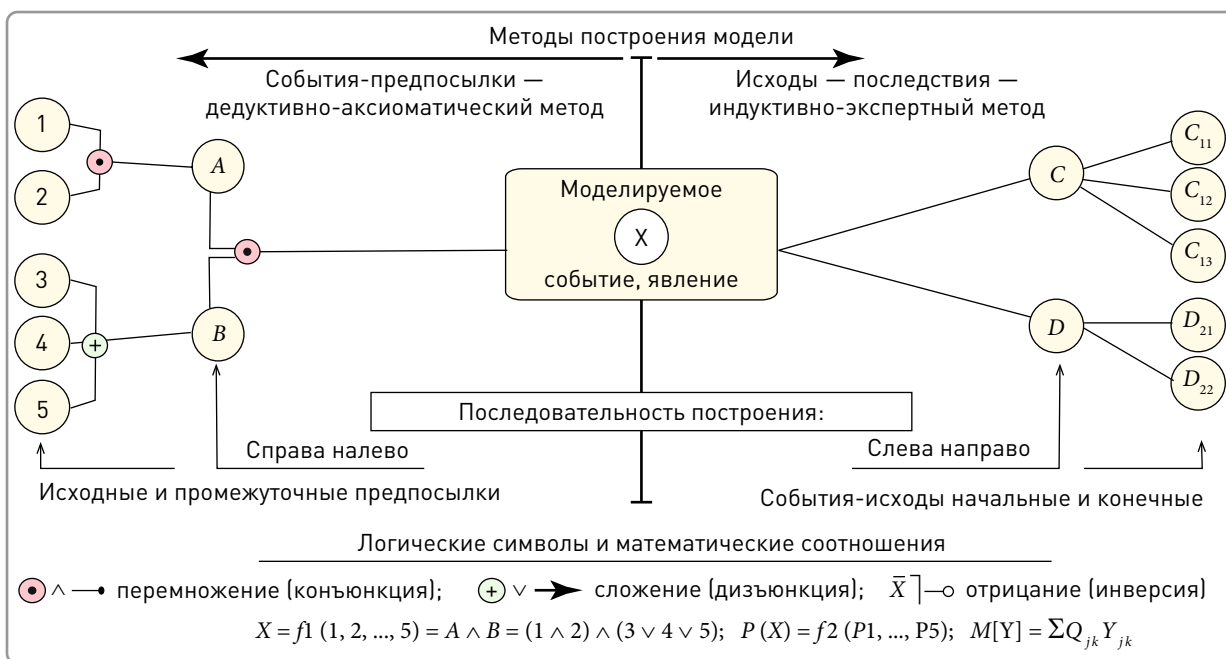 Методы построения модели
События-предпосылки —
дедуктивно-аксиоматический метод
Исходы — последствия —
индуктивно-экспертный метод
1
2
3
4
5
A
B
Моделируемое
X
событие, явление
C
D
C₁₁
C₁₂
C₁₃
D₂₁
D₂₂
Последовательность построения:
Справа налево
Слева направо
Исходные и промежуточные предпосылки
События-исходы начальные и конечные
Логические символы и математические соотношения
∧ перемножение (конъюнкция); + ∨ сложение (дизъюнкция); X̄ отрицание (инверсия)
X = f1 (1, 2, ..., 5) = A ∧ B = (1 ∧ 2) ∧ (3 ∨ 4 ∨ 5); P (X) = f2 (P1, ..., P5); M[Y] = ΣQ_jk Y_jk